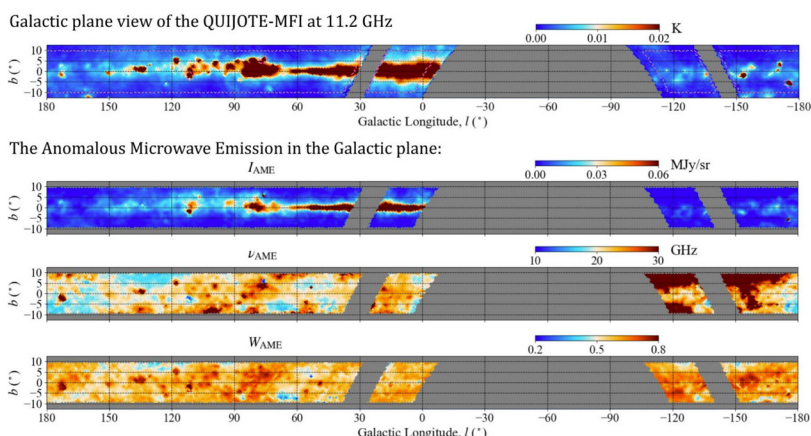 Galactic plane view of the QUIJOTE-MFI at 11.2 GHz
0.00 0.01 0.02 K
b (°)
10
5
0
−5
−10
180 150 120 90 60 30 0 −30 −60 −90 −120 −150 −180
Galactic Longitude, l (°)
The Anomalous Microwave Emission in the Galactic plane:
I_AME
0.00 0.03 0.06 MJy/sr
b (°)
10
5
0
−5
−10
ν_AME
10 20 30 GHz
b (°)
10
5
0
−5
−10
W_AME
0.2 0.5 0.8
b (°)
10
5
0
−5
−10
180 150 120 90 60 30 0 −30 −60 −90 −120 −150 −180
Galactic Longitude, l (°)